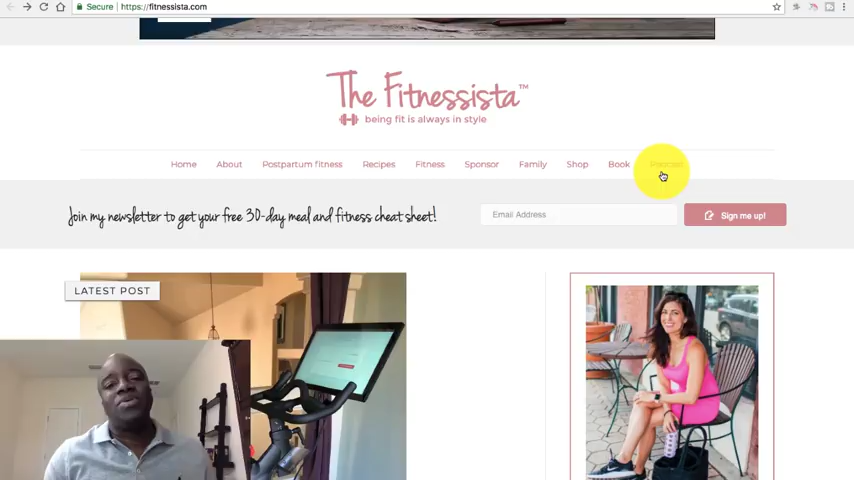 Secure
https://fitnessista.com
The Fitnessista™
being fit is always in style
Home About Postpartum fitness Recipes Fitness Sponsor Family Shop Book
Join my newsletter to get your free 30-day meal and fitness cheat sheet!
Email Address
Sign me up!
LATEST POST